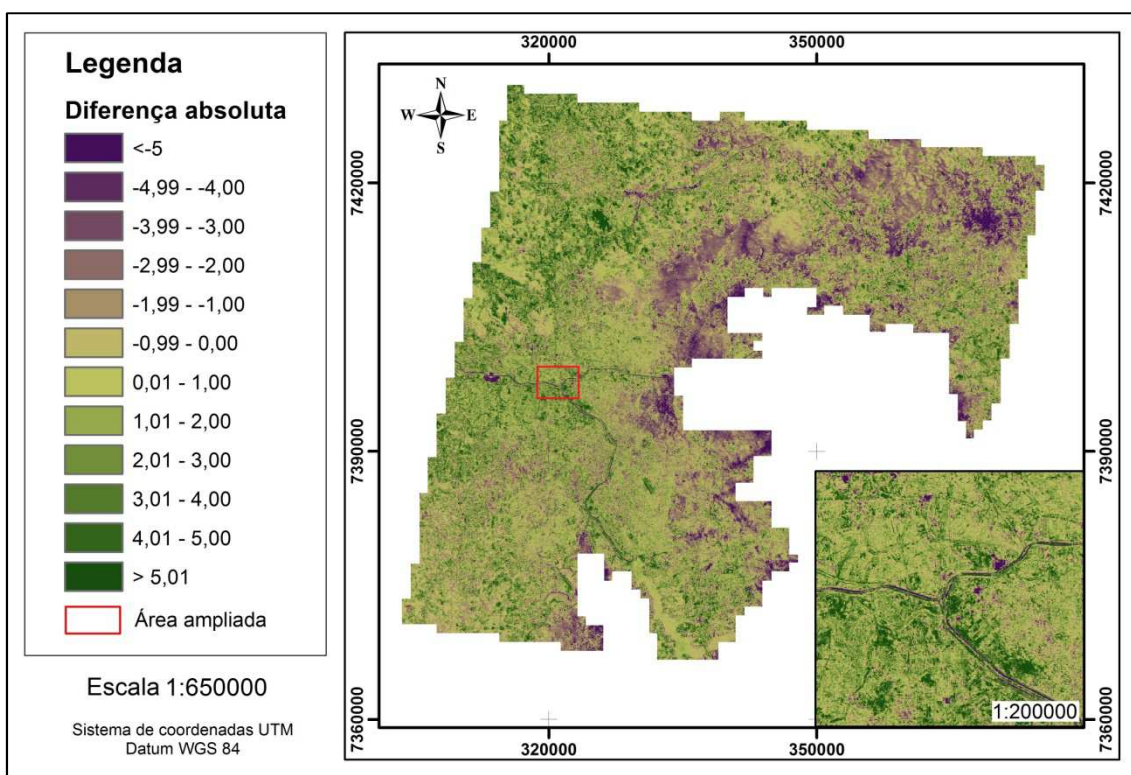 Legenda
Diferença absoluta
<-5
-4,99 - -4,00
-3,99 - -3,00
-2,99 - -2,00
-1,99 - -1,00
-0,99 - 0,00
0,01 - 1,00
1,01 - 2,00
2,01 - 3,00
3,01 - 4,00
4,01 - 5,00
> 5,01
Área ampliada
Escala 1:650000
Sistema de coordenadas UTM
Datum WGS 84
320000
350000
N
W E
S
7420000
7420000
7390000
7390000
7360000
7360000
1:200000
320000
350000